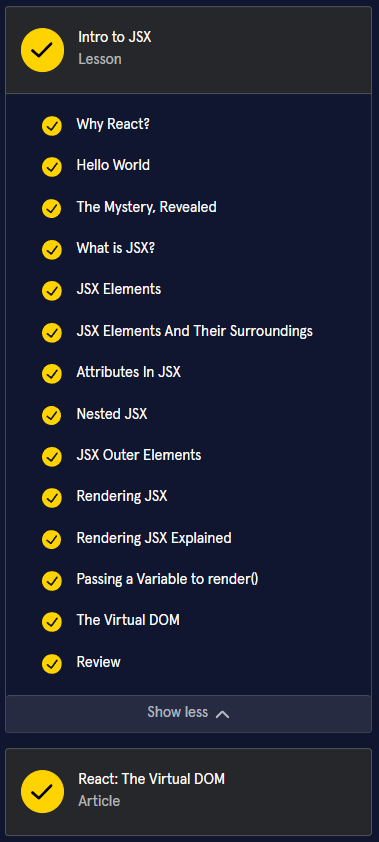 Intro to JSX
Lesson
Why React?
Hello World
The Mystery, Revealed
What is JSX?
JSX Elements
JSX Elements And Their Surroundings
Attributes In JSX
Nested JSX
JSX Outer Elements
Rendering JSX
Rendering JSX Explained
Passing a Variable to render()
The Virtual DOM
Review
Show less
React: The Virtual DOM
Article